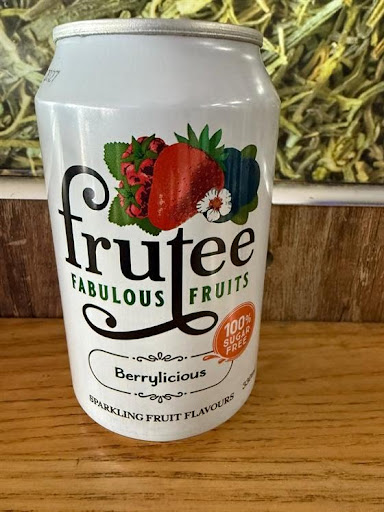 frutee
FABULOUS FRUITS
100%
SUGAR
FREE
Berrylicious
SPARKLING FRUIT FLAVOURS